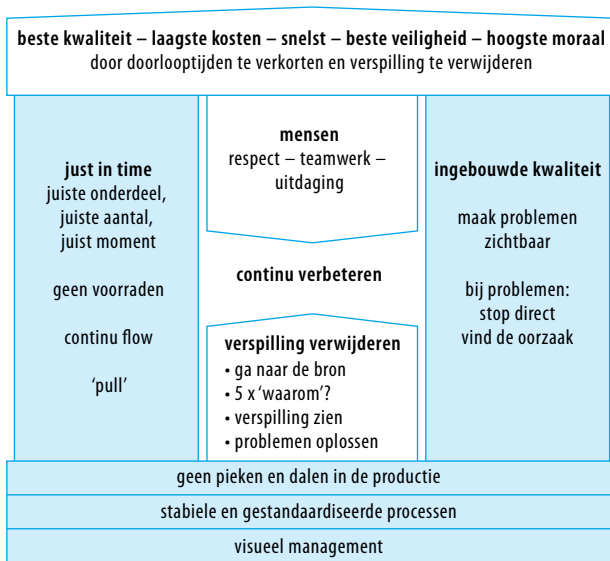 beste kwaliteit – laagste kosten – snelst – beste veiligheid – hoogste moraal
door doorlooptijden te verkorten en verspilling te verwijderen
just in time
juiste onderdeel,
juiste aantal,
juist moment
geen voorraden
continu flow
‘pull’
mensen
respect – teamwerk –
uitdaging
continu verbeteren
verspilling verwijderen
• ga naar de bron
• 5 x ‘waarom’?
• verspilling zien
• problemen oplossen
ingebouwde kwaliteit
maak problemen
zichtbaar
bij problemen:
stop direct
vind de oorzaak
geen pieken en dalen in de productie
stabiele en gestandaardiseerde processen
visueel management